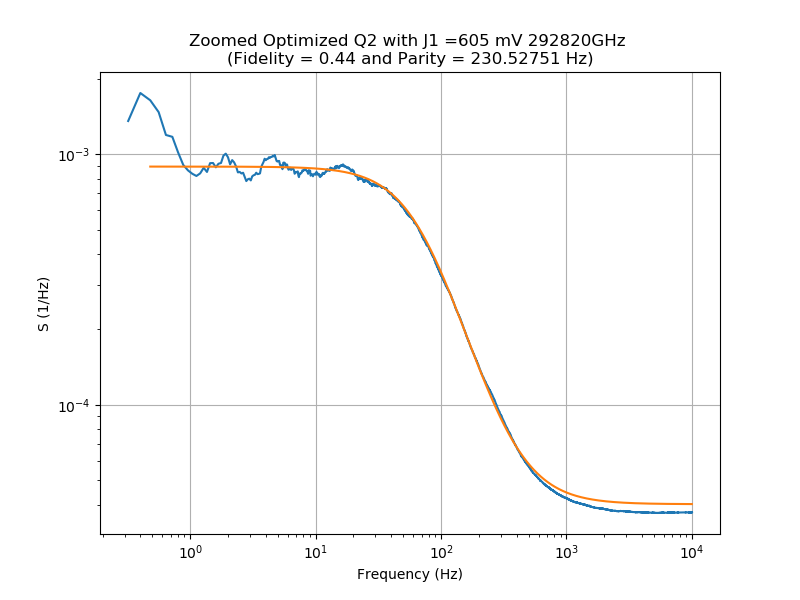 Zoomed Optimized Q2 with J1 =605 mV 292820GHz
(Fidelity = 0.44 and Parity = 230.52751 Hz)
S (1/Hz)
10⁻³
10⁻⁴
10⁰ 10¹ 10² 10³ 10⁴
Frequency (Hz)